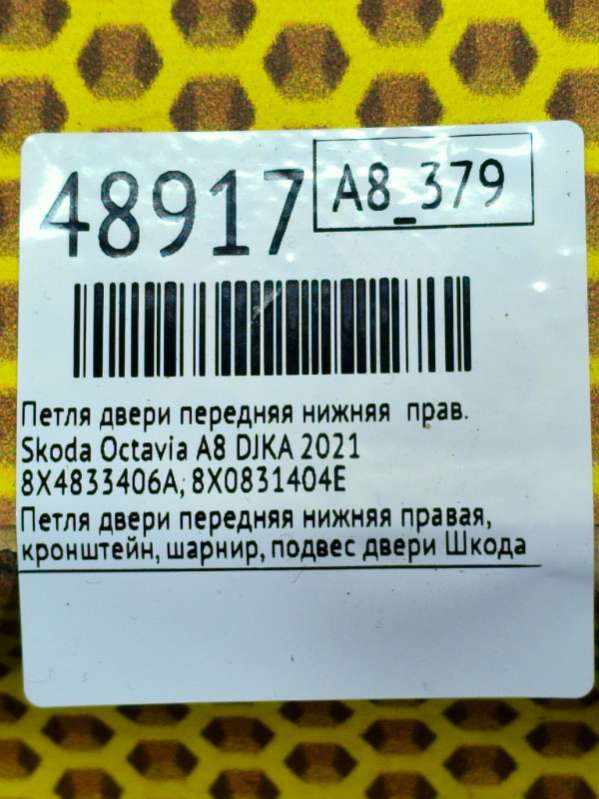 48917
A8_379
Петля двери передняя нижняя прав.
Skoda Octavia A8 DJKA 2021
8X4833406A; 8X0831404E
Петля двери передняя нижняя правая,
кронштейн, шарнир, подвес двери Шкода